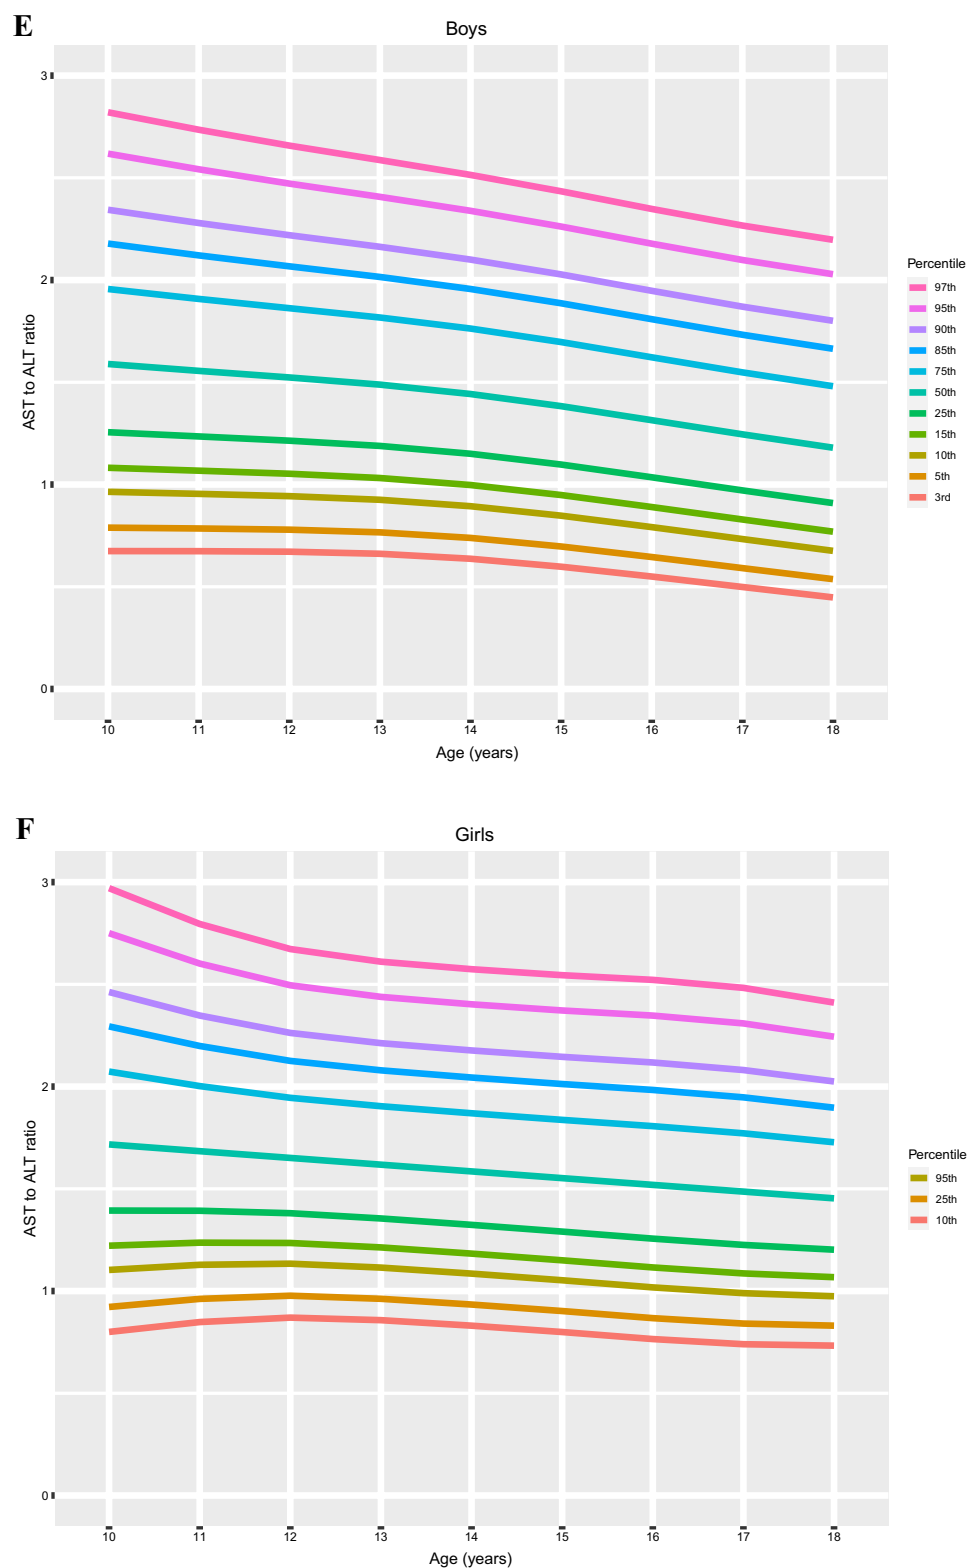 E
Boys
3
2
1
0
AST to ALT ratio
10 11 12 13 14 15 16 17 18
Age (years)
Percentile
97th
95th
90th
85th
75th
50th
25th
15th
10th
5th
3rd
F
Girls
3
2
1
0
AST to ALT ratio
10 11 12 13 14 15 16 17 18
Age (years)
Percentile
95th
25th
10th